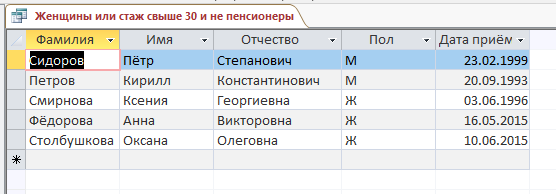 Женщины или стаж свыше 30 и не пенсионеры
Фамилия Имя Отчество Пол Дата приём
Сидоров Пётр Степанович М 23.02.1999
Петров Кирилл Константинович М 20.09.1993
Смирнова Ксения Георгиевна Ж 03.06.1996
Фёдорова Анна Викторовна Ж 16.05.2015
Столбушкова Оксана Олеговна Ж 10.06.2015